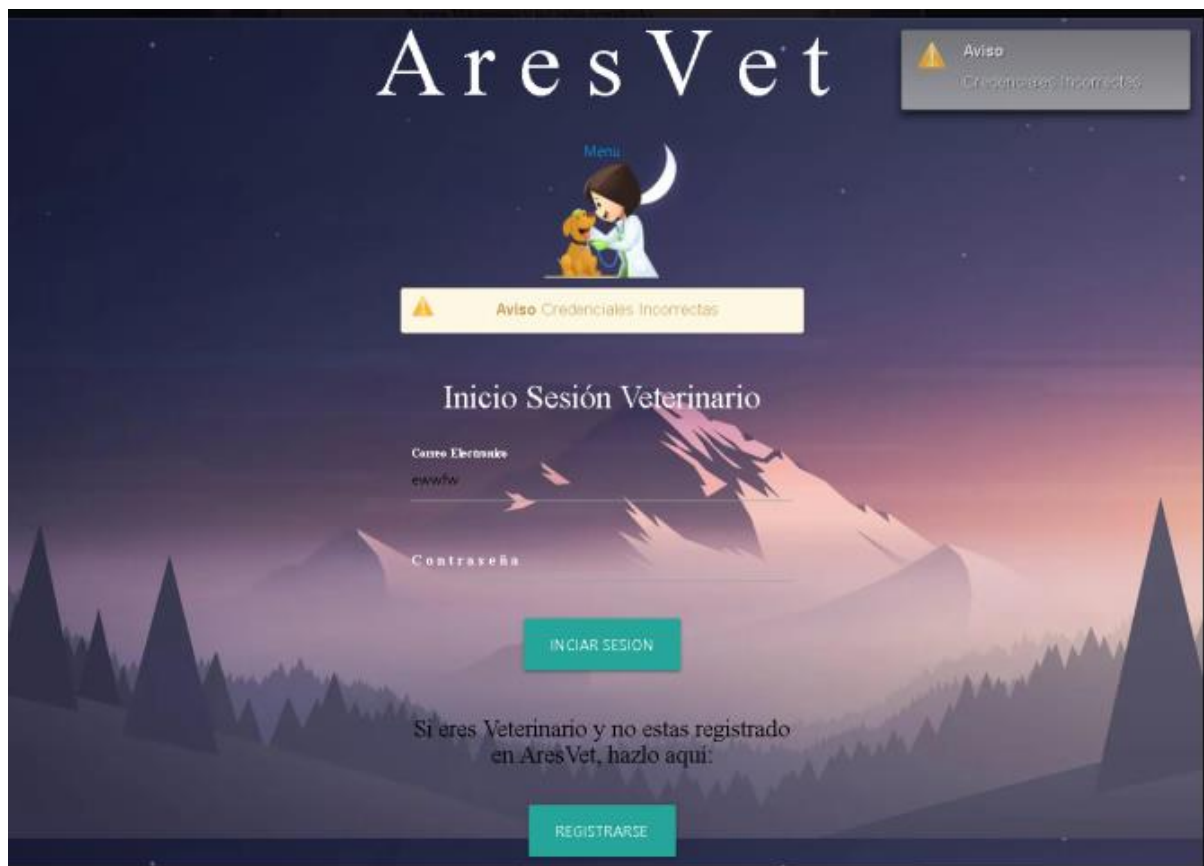 AresVet
Aviso
Credenciales Incorrectas
Menu
Aviso Credenciales Incorrectas
Inicio Sesión Veterinario
Correo Electronico
ewwfw
Contraseña
INCIAR SESION
Si eres Veterinario y no estas registrado
en AresVet, hazlo aquí:
REGISTRARSE